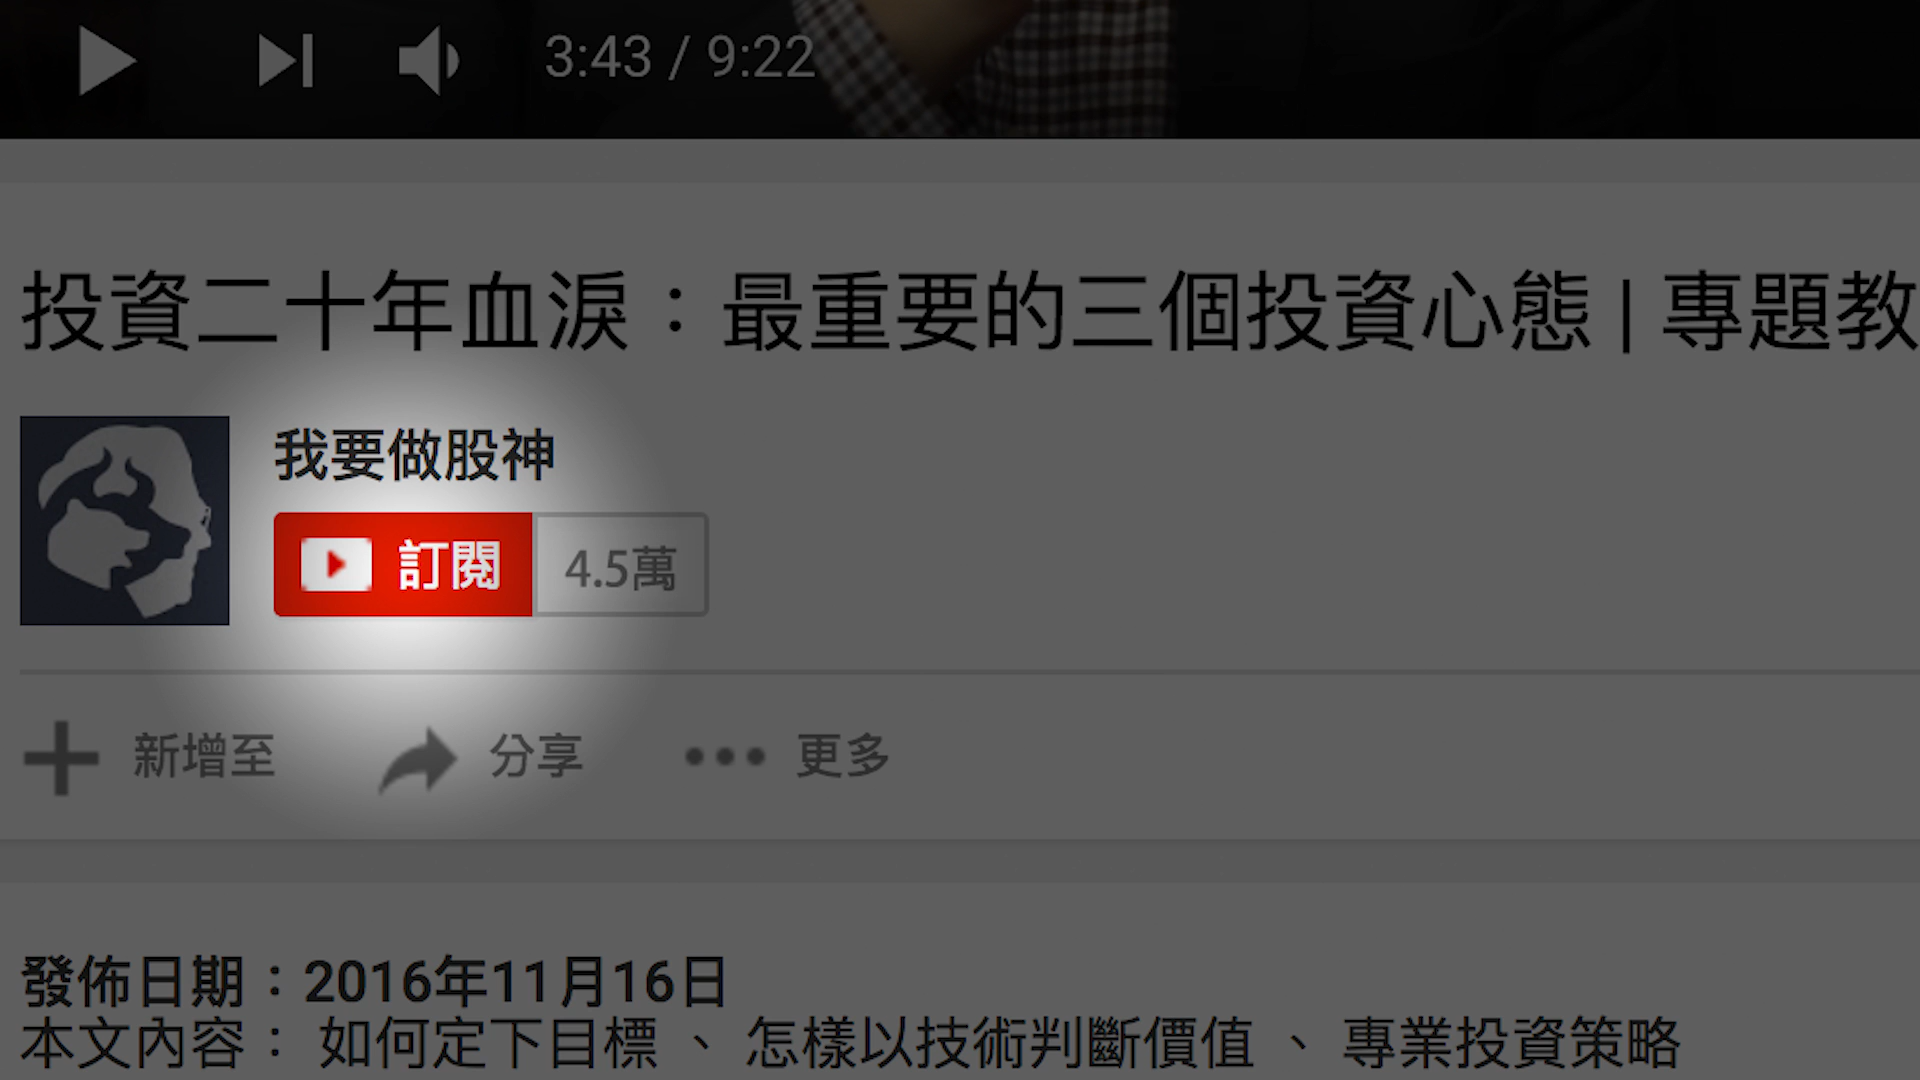 3:43 / 9:22
投資二十年血淚：最重要的三個投資心態 | 專題教
我要做股神
訂閱 4.5萬
新增至 分享 更多
發佈日期：2016年11月16日
本文內容： 如何定下目標 、 怎樣以技術判斷價值 、 專業投資策略